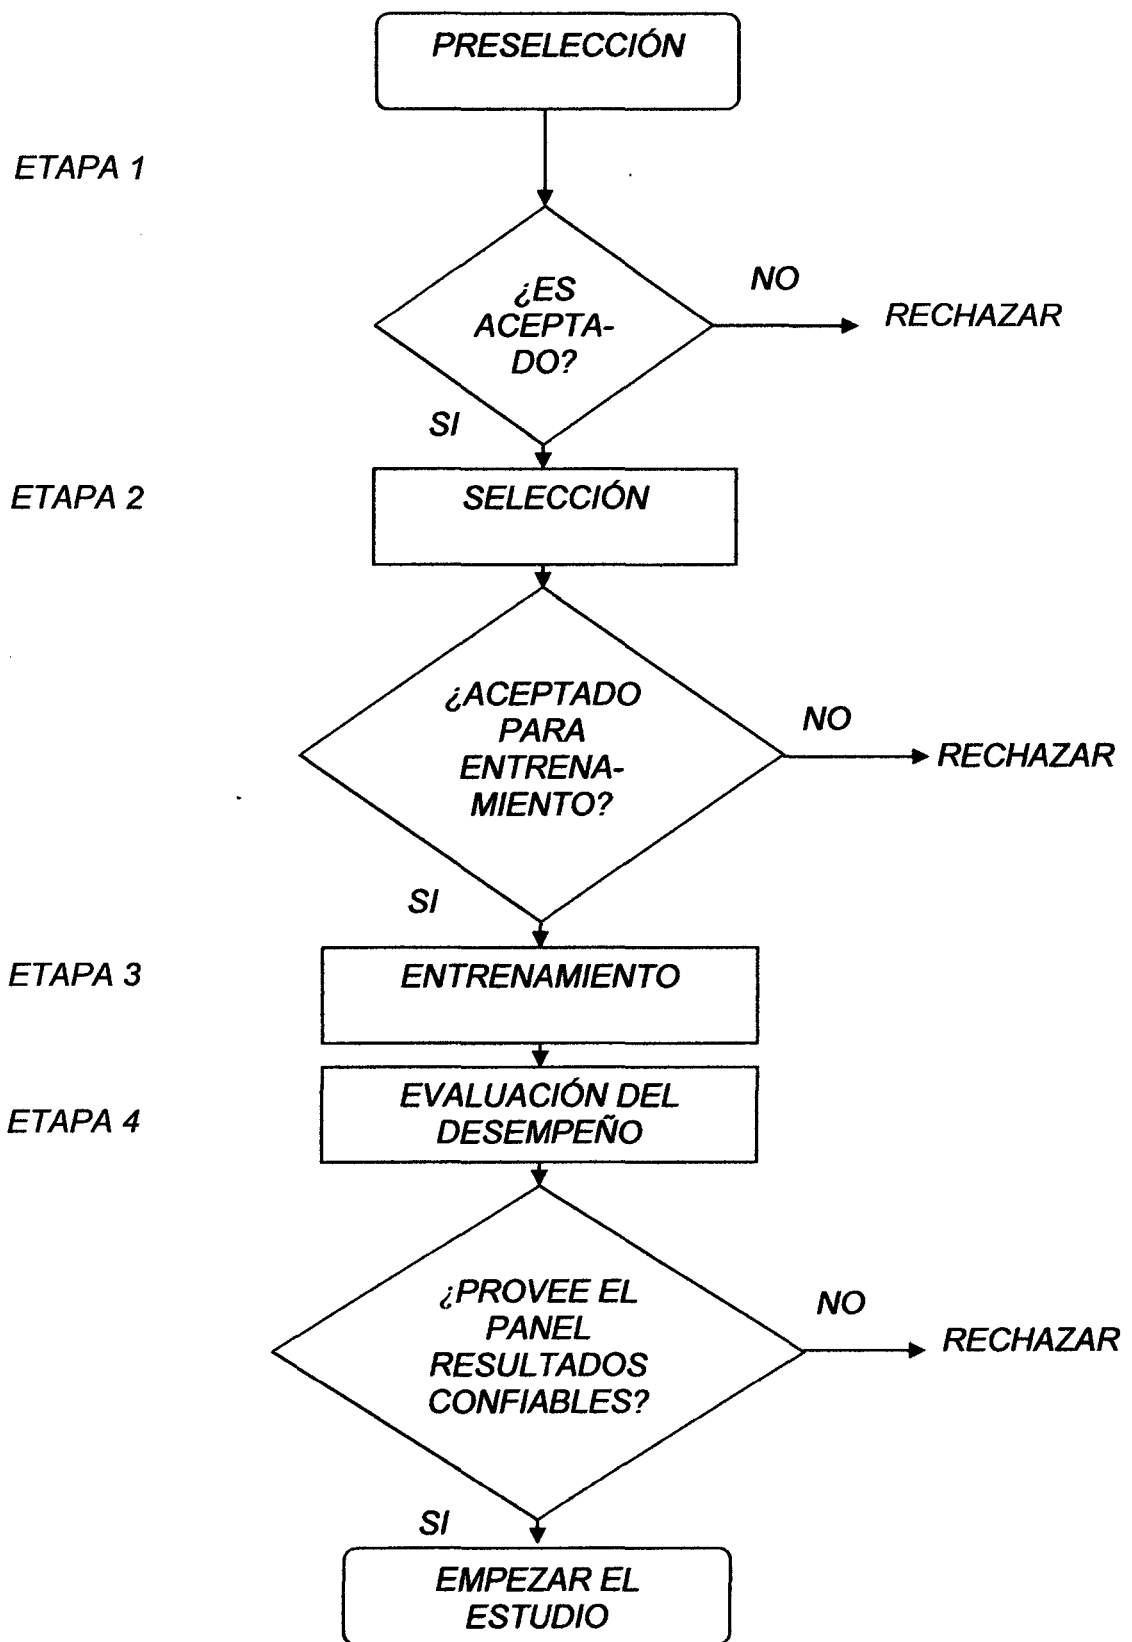 PRESELECCIÓN
ETAPA 1
¿ES
ACEPTA-
DO?
NO
RECHAZAR
SI
ETAPA 2
SELECCIÓN
¿ACEPTADO
PARA
ENTRENA-
MIENTO?
NO
RECHAZAR
SI
ETAPA 3
ENTRENAMIENTO
ETAPA 4
EVALUACIÓN DEL
DESEMPEÑO
¿PROVEE EL
PANEL
RESULTADOS
CONFIABLES?
NO
RECHAZAR
SI
EMPEZAR EL
ESTUDIO